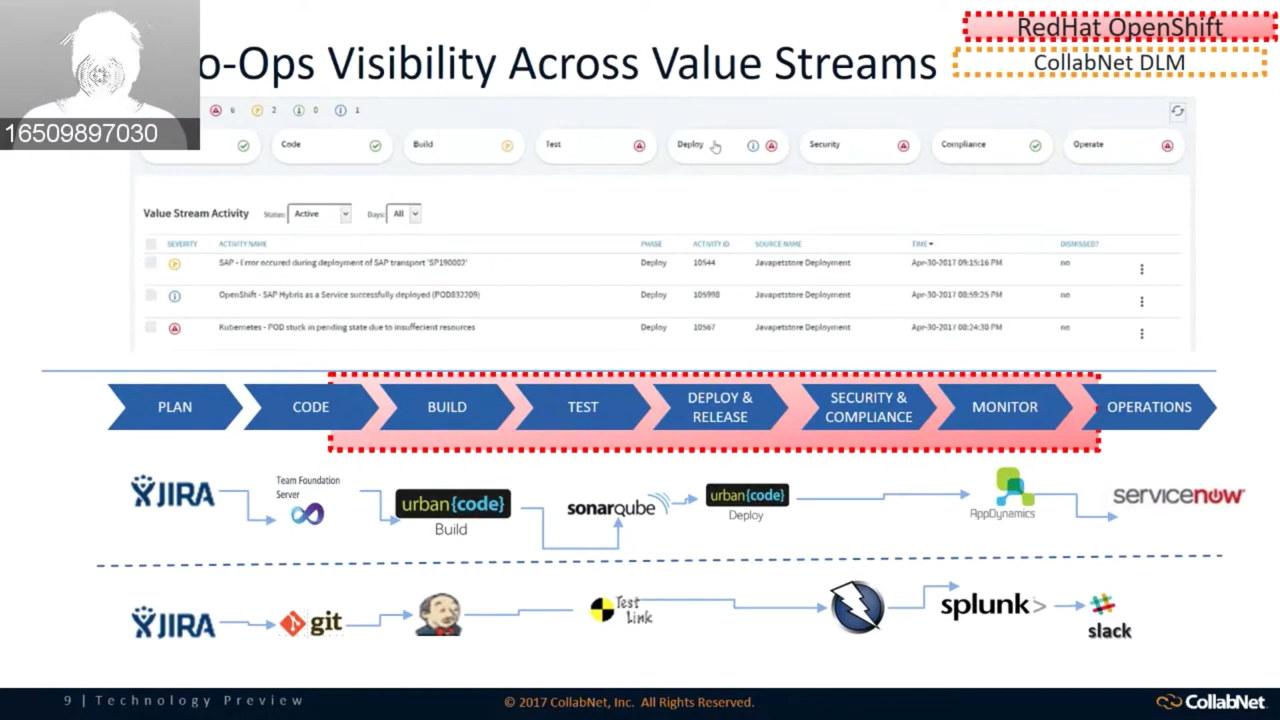 RedHat OpenShift
o-Ops Visibility Across Value Streams
CollabNet DLM
16509897030
6 2 0 1
Code Build Test Deploy Security Compliance Operate
Value Stream Activity Status: Active Days: All
SEVERITY ACTIVITY NAME PHASE ACTIVITY ID SOURCE NAME TIME DISMISSED?
SAP - Error occured during deployment of SAP transport 'SP190002' Deploy 10544 Javapetstore Deployment Apr-30-2017 09:15:16 PM no
OpenShift - SAP Hybris as a Service successfully deployed (POD832209) Deploy 105998 Javapetstore Deployment Apr-30-2017 08:59:25 PM no
Kubernetes - POD stuck in pending state due to insuffecient resources Deploy 10567 Javapetstore Deployment Apr-30-2017 08:24:30 PM no
PLAN CODE BUILD TEST DEPLOY & RELEASE SECURITY & COMPLIANCE MONITOR OPERATIONS
JIRA
Team Foundation
Server
urban{code}
Build
sonarqube
urban{code}
Deploy
AppDynamics
servicenow
JIRA
git
Test
Link
splunk>
slack
9 | Technology Preview
© 2017 CollabNet, Inc. All Rights Reserved.
CollabNet